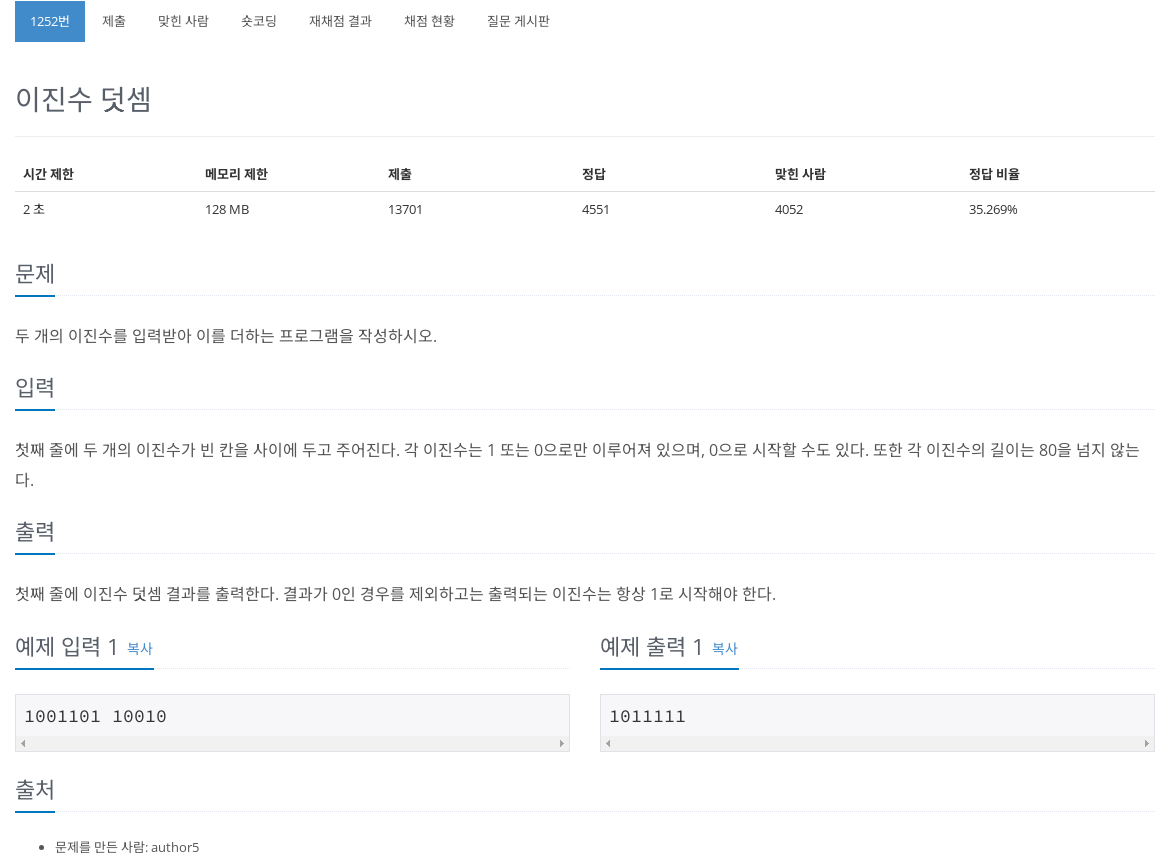 1252번 제출 맞힌 사람 숏코딩 재채점 결과 채점 현황 질문 게시판
이진수 덧셈
시간 제한 메모리 제한 제출 정답 맞힌 사람 정답 비율
2 초 128 MB 13701 4551 4052 35.269%
문제
두 개의 이진수를 입력받아 이를 더하는 프로그램을 작성하시오.
입력
첫째 줄에 두 개의 이진수가 빈 칸을 사이에 두고 주어진다. 각 이진수는 1 또는 0으로만 이루어져 있으며, 0으로 시작할 수도 있다. 또한 각 이진수의 길이는 80을 넘지 않는
다.
출력
첫째 줄에 이진수 덧셈 결과를 출력한다. 결과가 0인 경우를 제외하고는 출력되는 이진수는 항상 1로 시작해야 한다.
예제 입력 1 복사
1001101 10010
예제 출력 1 복사
1011111
출처
문제를 만든 사람: author5